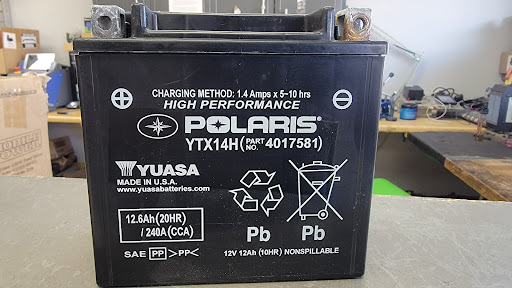 CHARGING METHOD: 1.4 Amps x 5-10 hrs
HIGH PERFORMANCE
POLARIS®
YTX14H (PART NO. 4017581)
YUASA
MADE IN U.S.A.
www.yuasabatteries.com
12.6Ah (20HR)
/ 240A (CCA)
Pb Pb
SAE PP >PP< 12V 12Ah (10HR) NONSPILLABLE